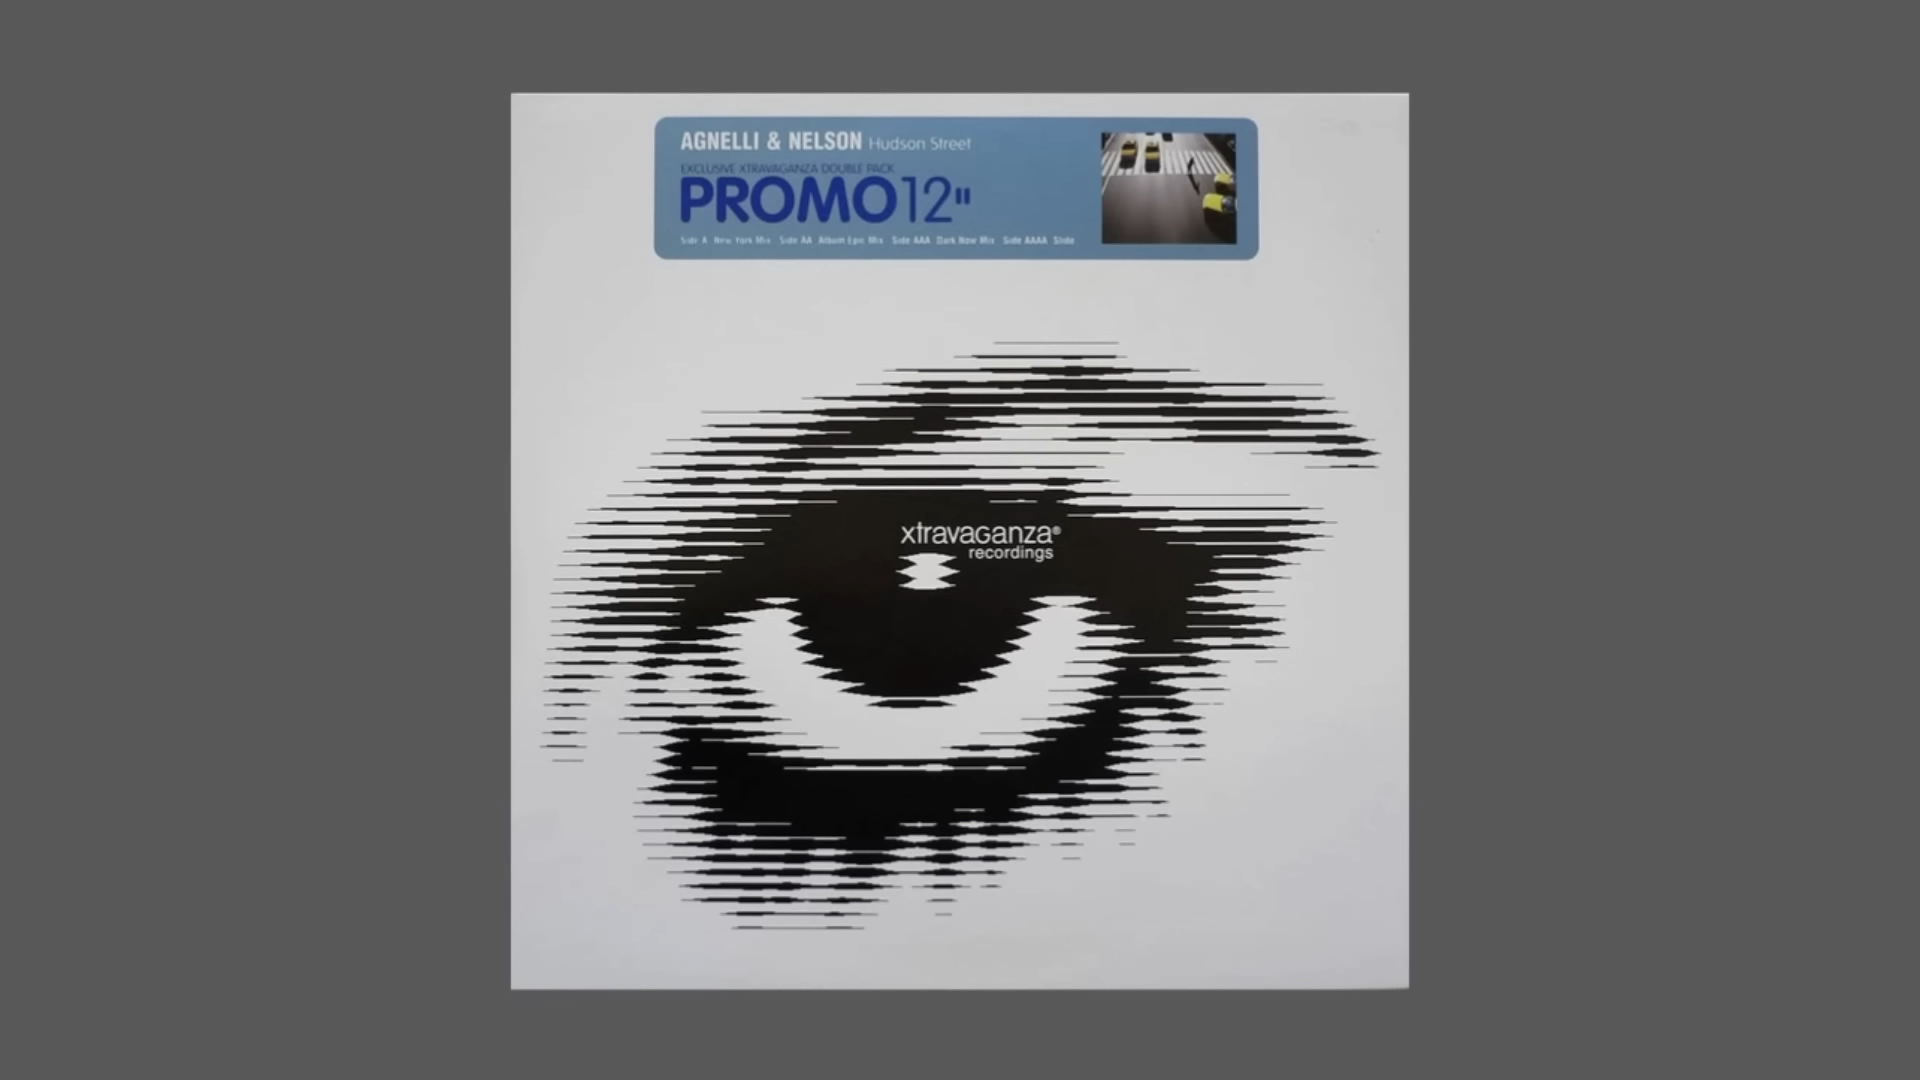 AGNELLI & NELSON Hudson Street
EXCLUSIVE XTRAVAGANZA DOUBLE PACK
PROMO12"
Side A New York Mix Side AA Album Epic Mix Side AAA Dark Now Mix Side AAAA Slide
xtravaganza®
recordings